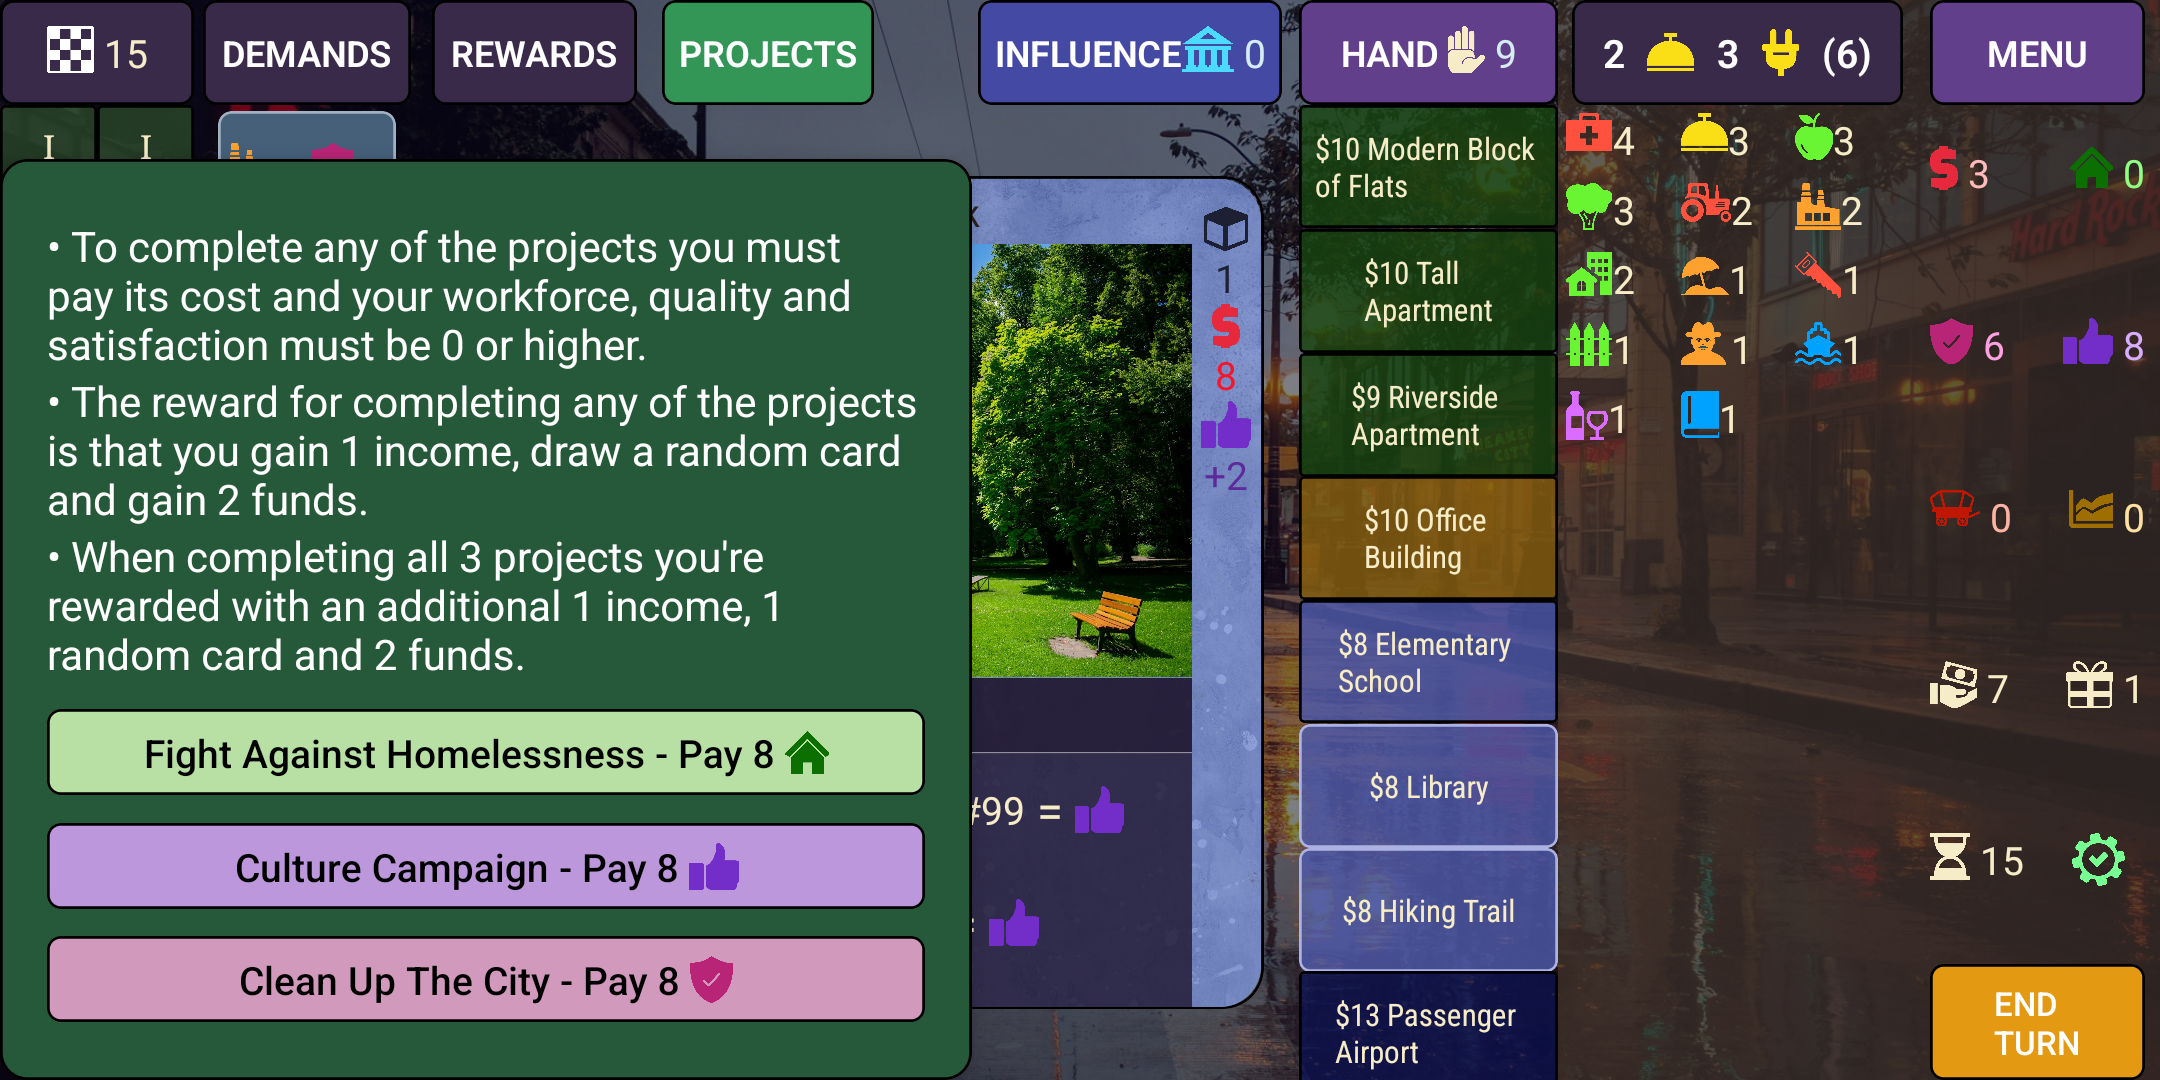 15
DEMANDS
REWARDS
PROJECTS
INFLUENCE 0
HAND 9
2 3 (6)
MENU
I I
• To complete any of the projects you must
pay its cost and your workforce, quality and
satisfaction must be 0 or higher.
• The reward for completing any of the projects
is that you gain 1 income, draw a random card
and gain 2 funds.
• When completing all 3 projects you're
rewarded with an additional 1 income, 1
random card and 2 funds.
Fight Against Homelessness - Pay 8
Culture Campaign - Pay 8
Clean Up The City - Pay 8
1
$
8
+2
#99 =
$10 Modern Block
of Flats
$10 Tall
Apartment
$9 Riverside
Apartment
$10 Office
Building
$8 Elementary
School
$8 Library
$8 Hiking Trail
$13 Passenger
Airport
4 3 3
3 2 2
2 1 1
1 1 1
1 1
$ 3 0
6 8
0 0
7 1
15
END
TURN
Hard Rock